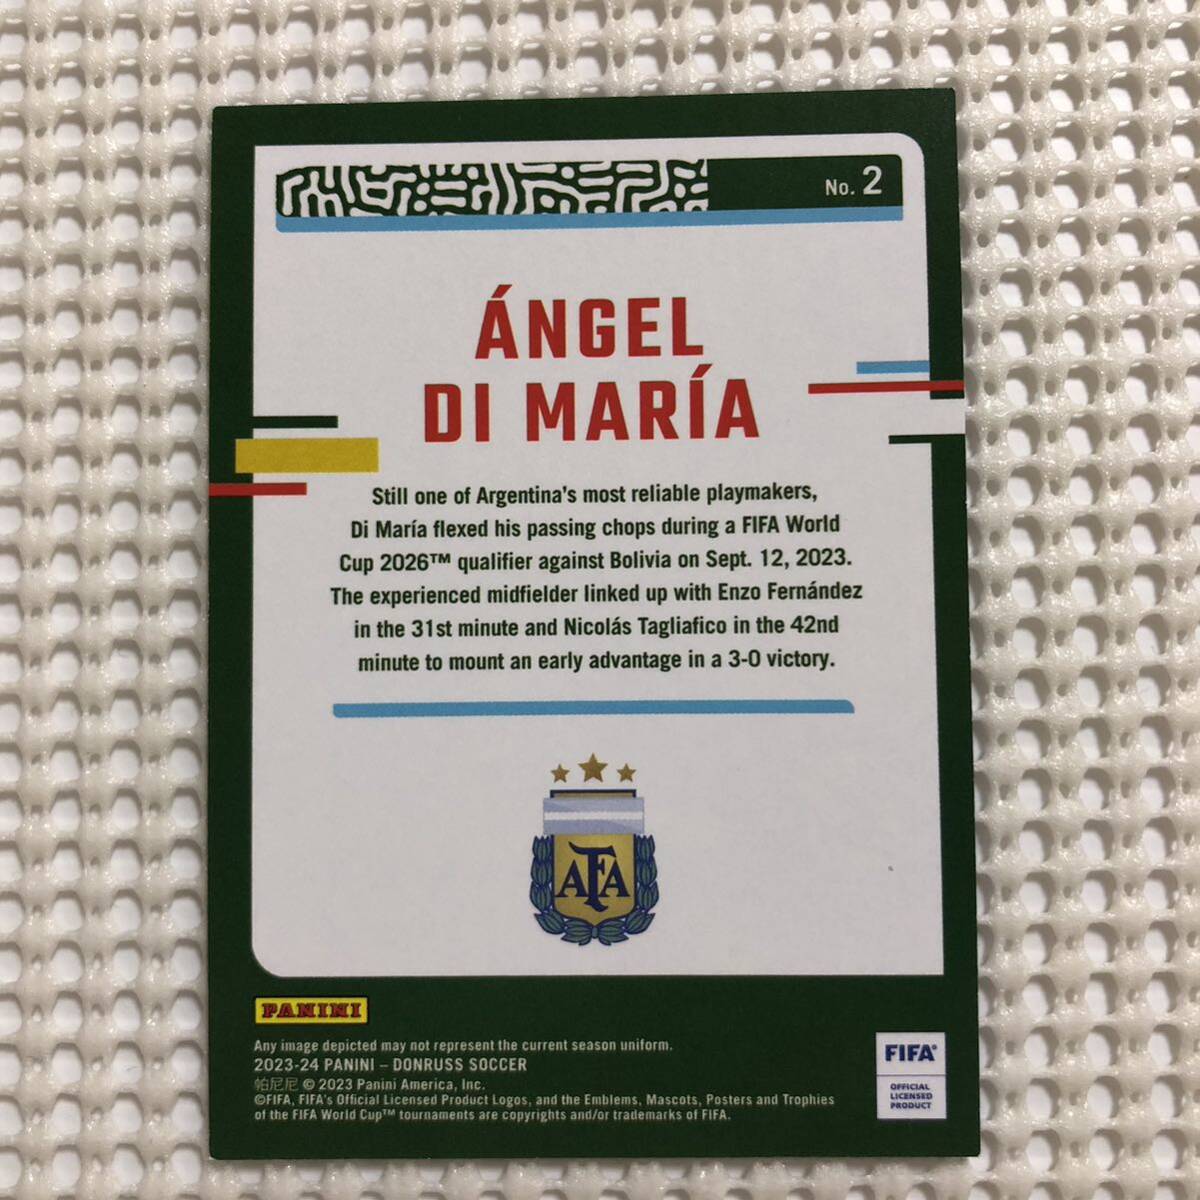 No. 2
ÁNGEL
DI MARÍA
Still one of Argentina's most reliable playmakers,
Di María flexed his passing chops during a FIFA World
Cup 2026™ qualifier against Bolivia on Sept. 12, 2023.
The experienced midfielder linked up with Enzo Fernández
in the 31st minute and Nicolás Tagliafico in the 42nd
minute to mount an early advantage in a 3-0 victory.
AFA
PANINI
Any image depicted may not represent the current season uniform.
2023-24 PANINI – DONRUSS SOCCER
帕尼尼 © 2023 Panini America, Inc.
©FIFA, FIFA's Official Licensed Product Logos, and the Emblems, Mascots, Posters and Trophies
of the FIFA World Cup™ tournaments are copyrights and/or trademarks of FIFA.
FIFA®
OFFICIAL
LICENSED
PRODUCT